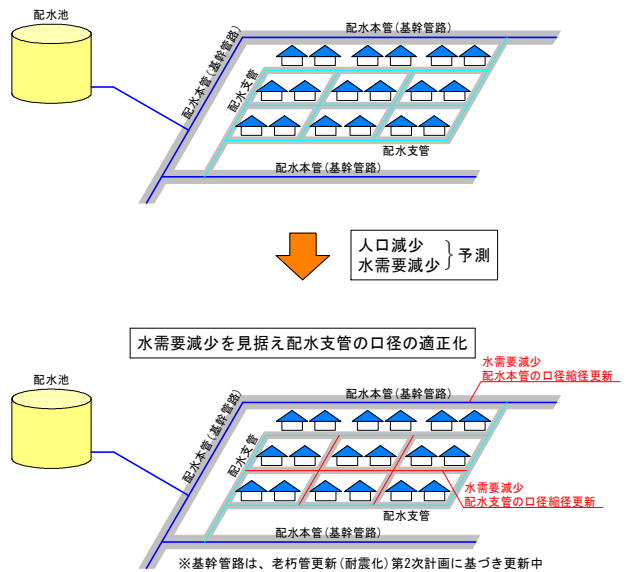 配水池
配水本管(基幹管路)
配水本管(基幹管路)
配水支管
配水支管
配水本管(基幹管路)
人口減少
水需要減少
}予測
水需要減少を見据え配水支管の口径の適正化
水需要減少
配水本管の口径縮径更新
配水池
配水本管(基幹管路)
配水本管(基幹管路)
配水支管
水需要減少
配水支管の口径縮径更新
配水支管
配水本管(基幹管路)
※基幹管路は、老朽管更新(耐震化)第2次計画に基づき更新中